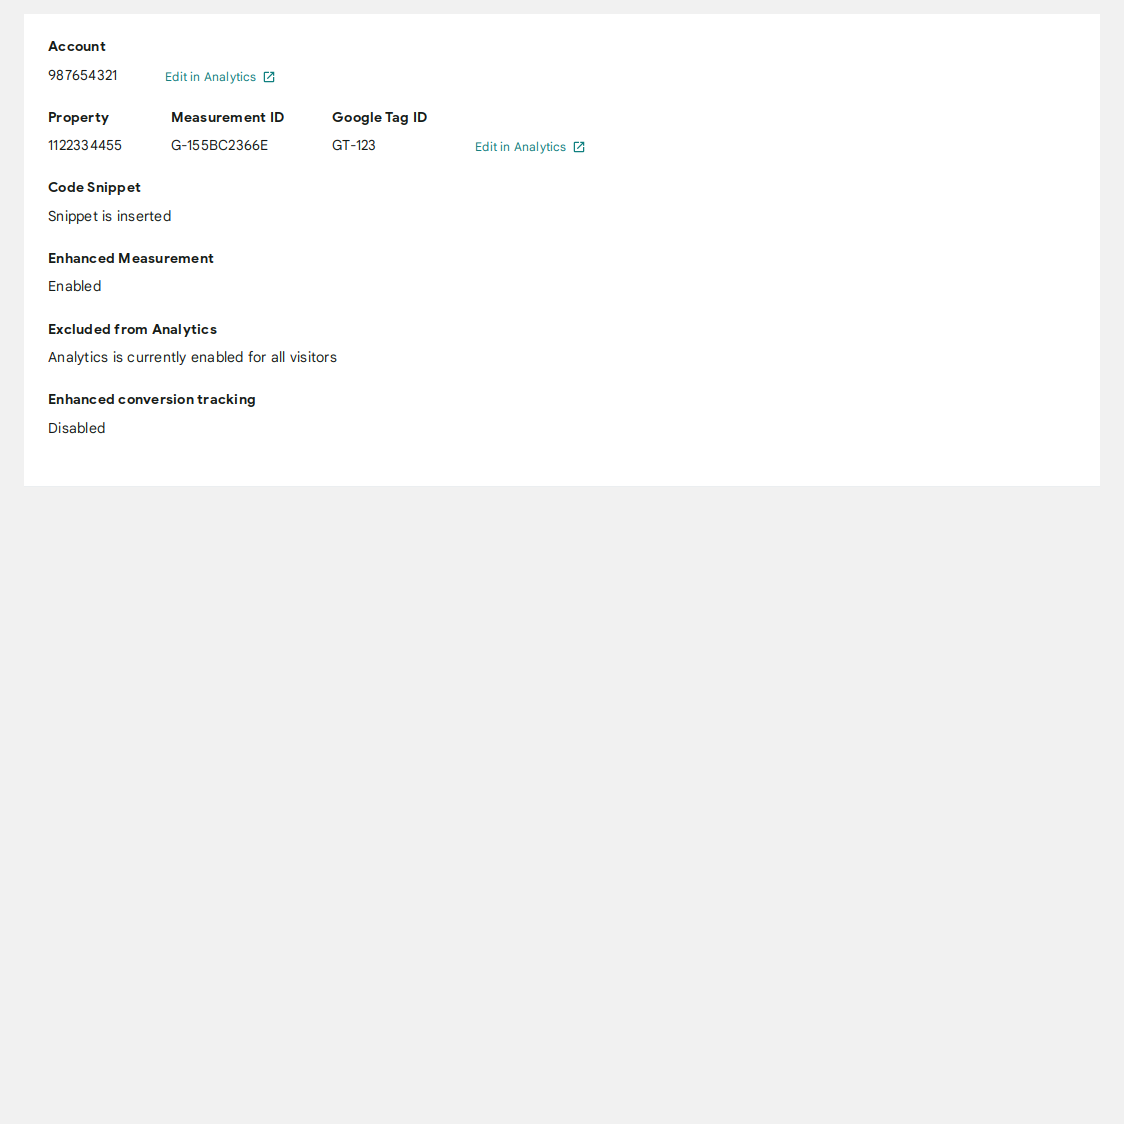 Account
987654321 Edit in Analytics
Property Measurement ID Google Tag ID
1122334455 G-155BC2366E GT-123 Edit in Analytics
Code Snippet
Snippet is inserted
Enhanced Measurement
Enabled
Excluded from Analytics
Analytics is currently enabled for all visitors
Enhanced conversion tracking
Disabled